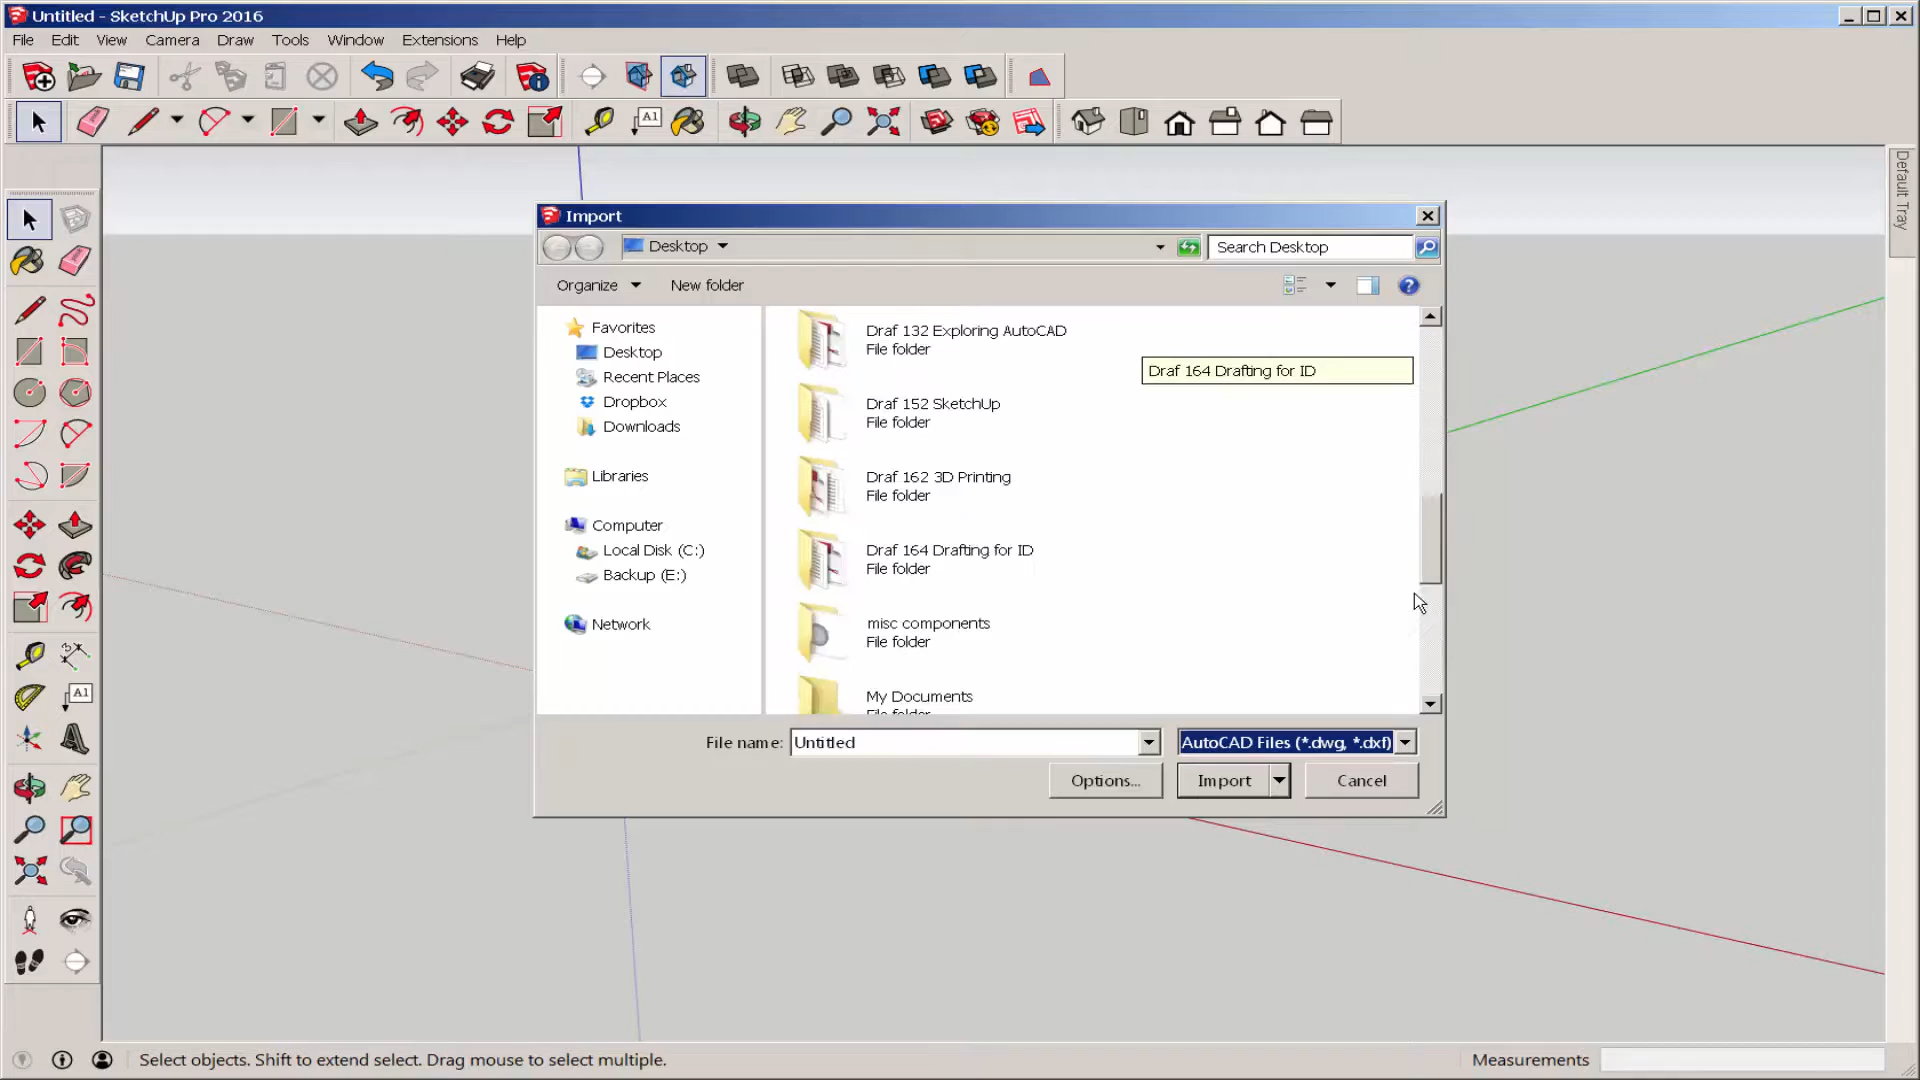 Untitled - SketchUp Pro 2016
File Edit View Camera Draw Tools Window Extensions Help
A1
Default Tray
Import
Desktop
Search Desktop
Organize New folder
Favorites
Desktop
Recent Places
Dropbox
Downloads
Libraries
Computer
Local Disk (C:)
Backup (E:)
Network
Draf 132 Exploring AutoCAD
File folder
Draf 164 Drafting for ID
Draf 152 SketchUp
File folder
Draf 162 3D Printing
File folder
Draf 164 Drafting for ID
File folder
misc components
File folder
My Documents
File folder
A1
File name: Untitled AutoCAD Files (*.dwg, *.dxf)
Options... Import Cancel
Select objects. Shift to extend select. Drag mouse to select multiple.
Measurements